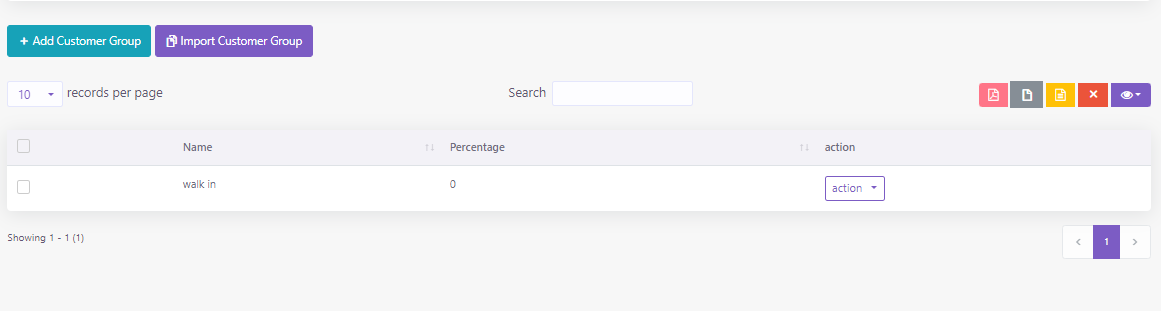 + Add Customer Group Import Customer Group
10 records per page Search
Name Percentage action
walk in 0 action
Showing 1 - 1 (1) < 1 >